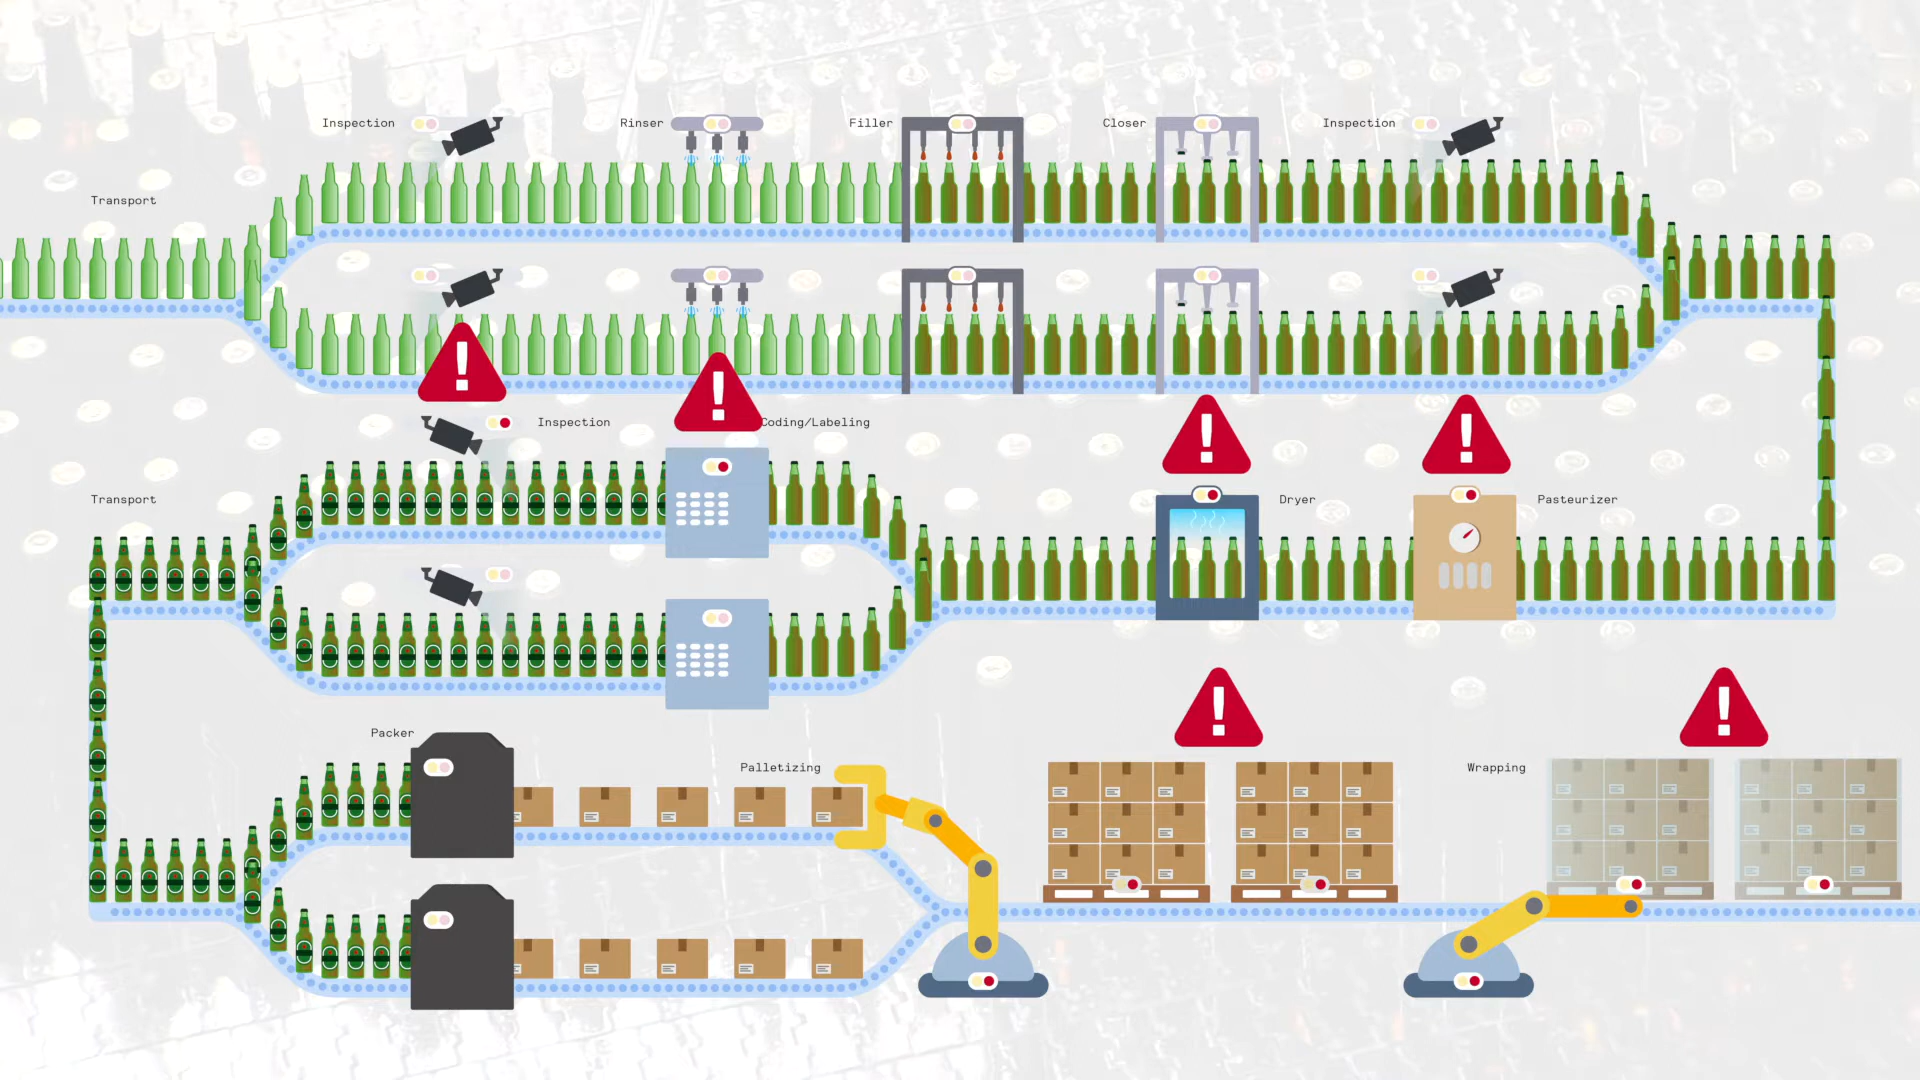 Inspection
Rinser
Filler
Closer
Inspection
Transport
Inspection
Coding/Labeling
Transport
Dryer
Pasteurizer
Packer
Palletizing
Wrapping